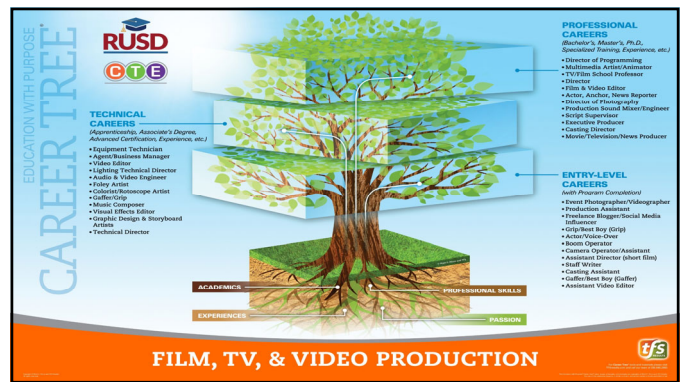 EDUCATION WITH PURPOSE
CAREER TREE
RUSD
CTE
TECHNICAL
CAREERS
(Apprenticeship, Associate's Degree,
Advanced Certification, Experience, etc.)
• Equipment Technician
• Agent/Business Manager
• Video Editor
• Lighting Technical Director
• Audio & Video Engineer
• Foley Artist
• Colorist/Rotoscope Artist
• Gaffer/Grip
• Music Composer
• Visual Effects Editor
• Graphic Design & Storyboard
Artists
• Technical Director
PROFESSIONAL
CAREERS
(Bachelor's, Master's, Ph.D.,
Specialized Training, Experience, etc.)
• Director of Programming
• Multimedia Artist/Animator
• TV/Film School Professor
• Director
• Film & Video Editor
• Actor, Anchor, News Reporter
• Director of Photography
• Production Sound Mixer/Engineer
• Script Supervisor
• Executive Producer
• Casting Director
• Movie/Television/News Producer
ENTRY-LEVEL
CAREERS
(with Program Completion)
• Event Photographer/Videographer
• Production Assistant
• Freelance Blogger/Social Media
Influencer
• Grip/Best Boy (Grip)
• Actor/Voice-Over
• Boom Operator
• Camera Operator/Assistant
• Assistant Director (short film)
• Staff Writer
• Casting Assistant
• Gaffer/Best Boy (Gaffer)
• Assistant Video Editor
ACADEMICS
PROFESSIONAL SKILLS
EXPERIENCES
PASSION
FILM, TV, & VIDEO PRODUCTION
tfs